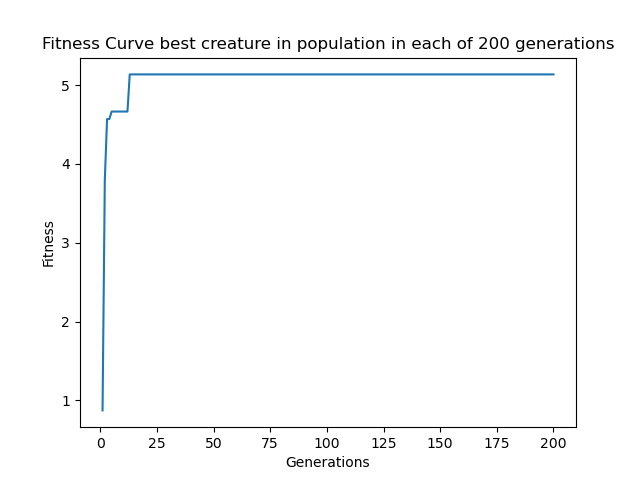 Fitness Curve best creature in population in each of 200 generations
5
4
3
2
1
Fitness
0 25 50 75 100 125 150 175 200
Generations